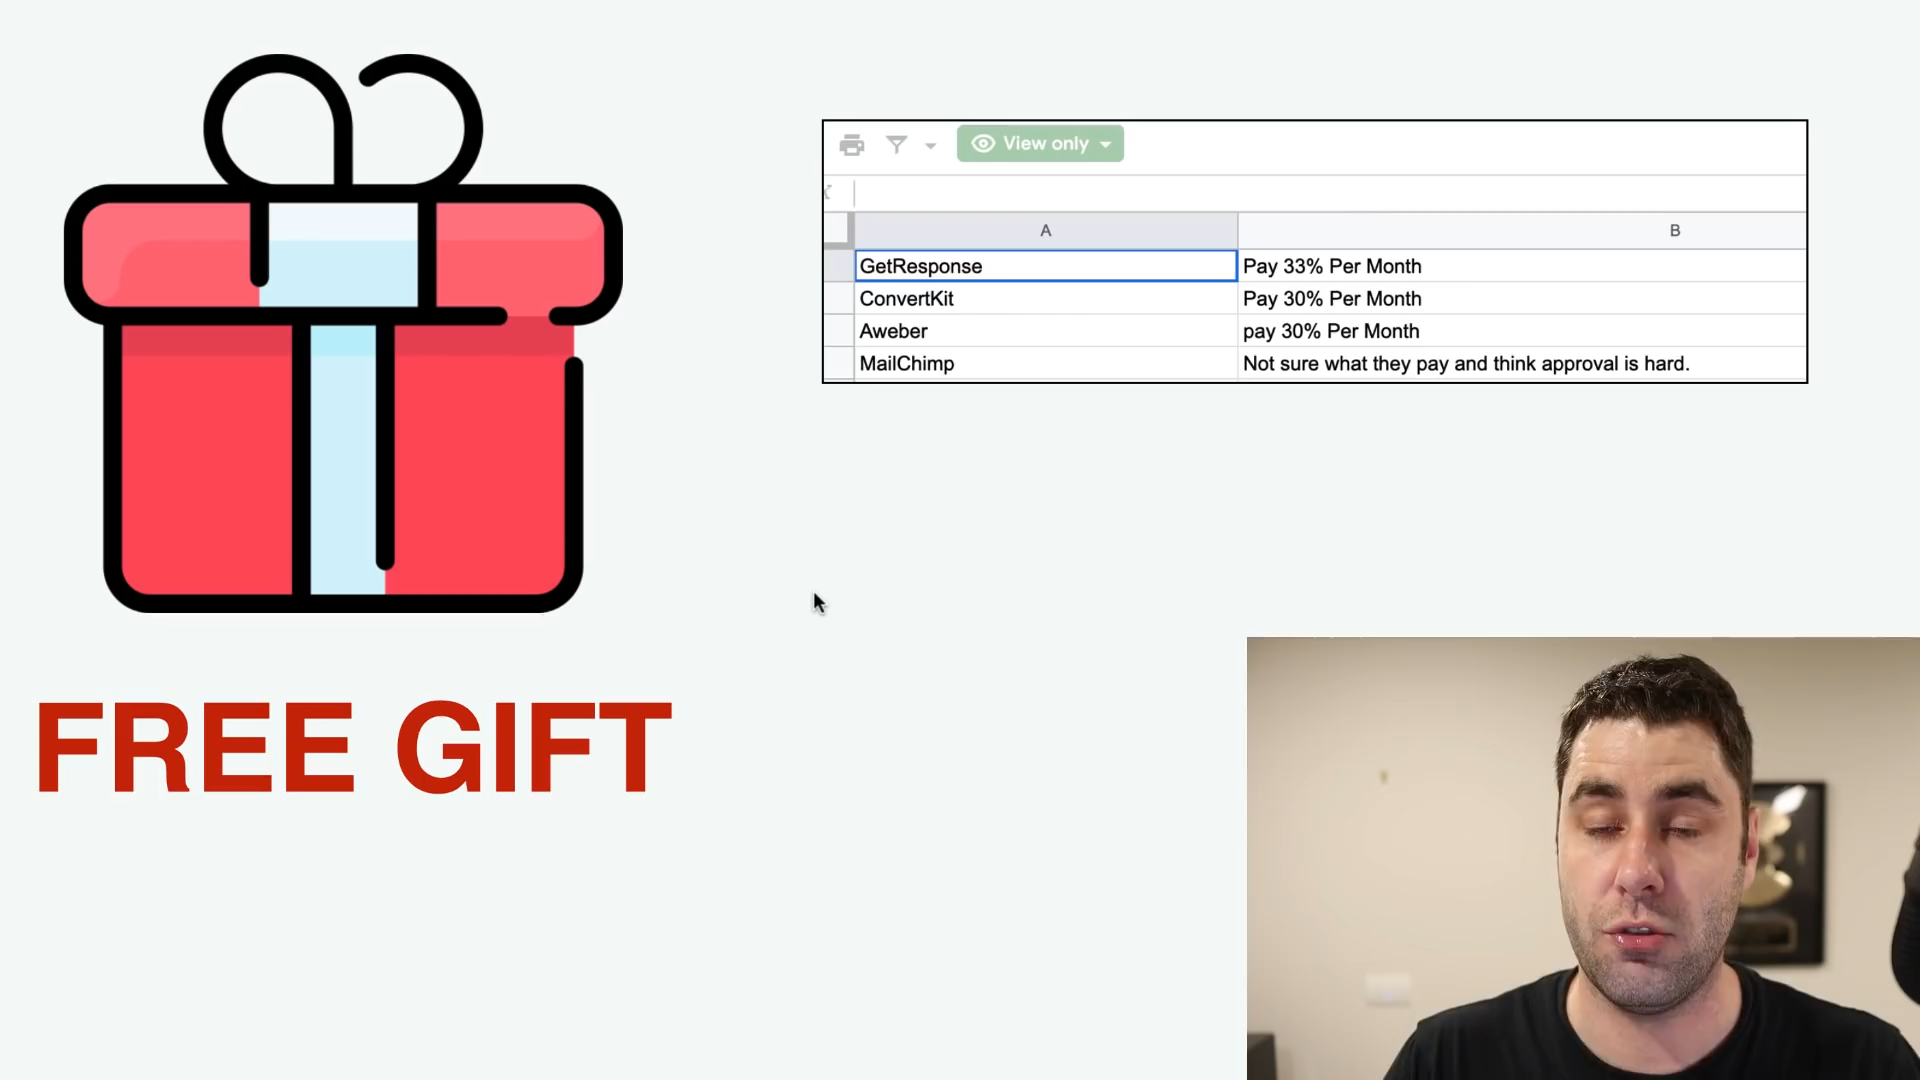 View only
A
B
GetResponse
Pay 33% Per Month
ConvertKit
Pay 30% Per Month
Aweber
pay 30% Per Month
MailChimp
Not sure what they pay and think approval is hard.
FREE GIFT